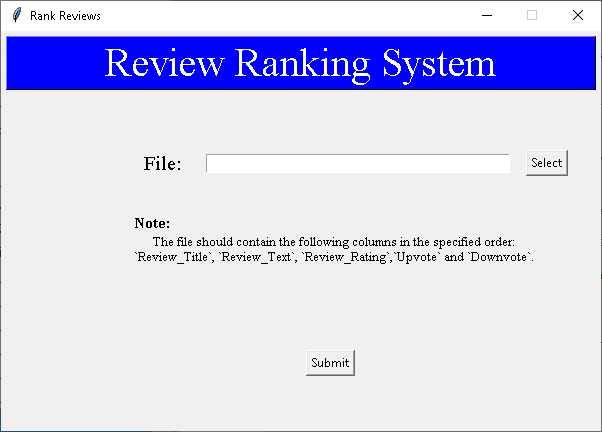 Rank Reviews
Review Ranking System
File:
Select
Note:
The file should contain the following columns in the specified order:
`Review_Title`, `Review_Text`, `Review_Rating`,`Upvote` and `Downvote`.
Submit